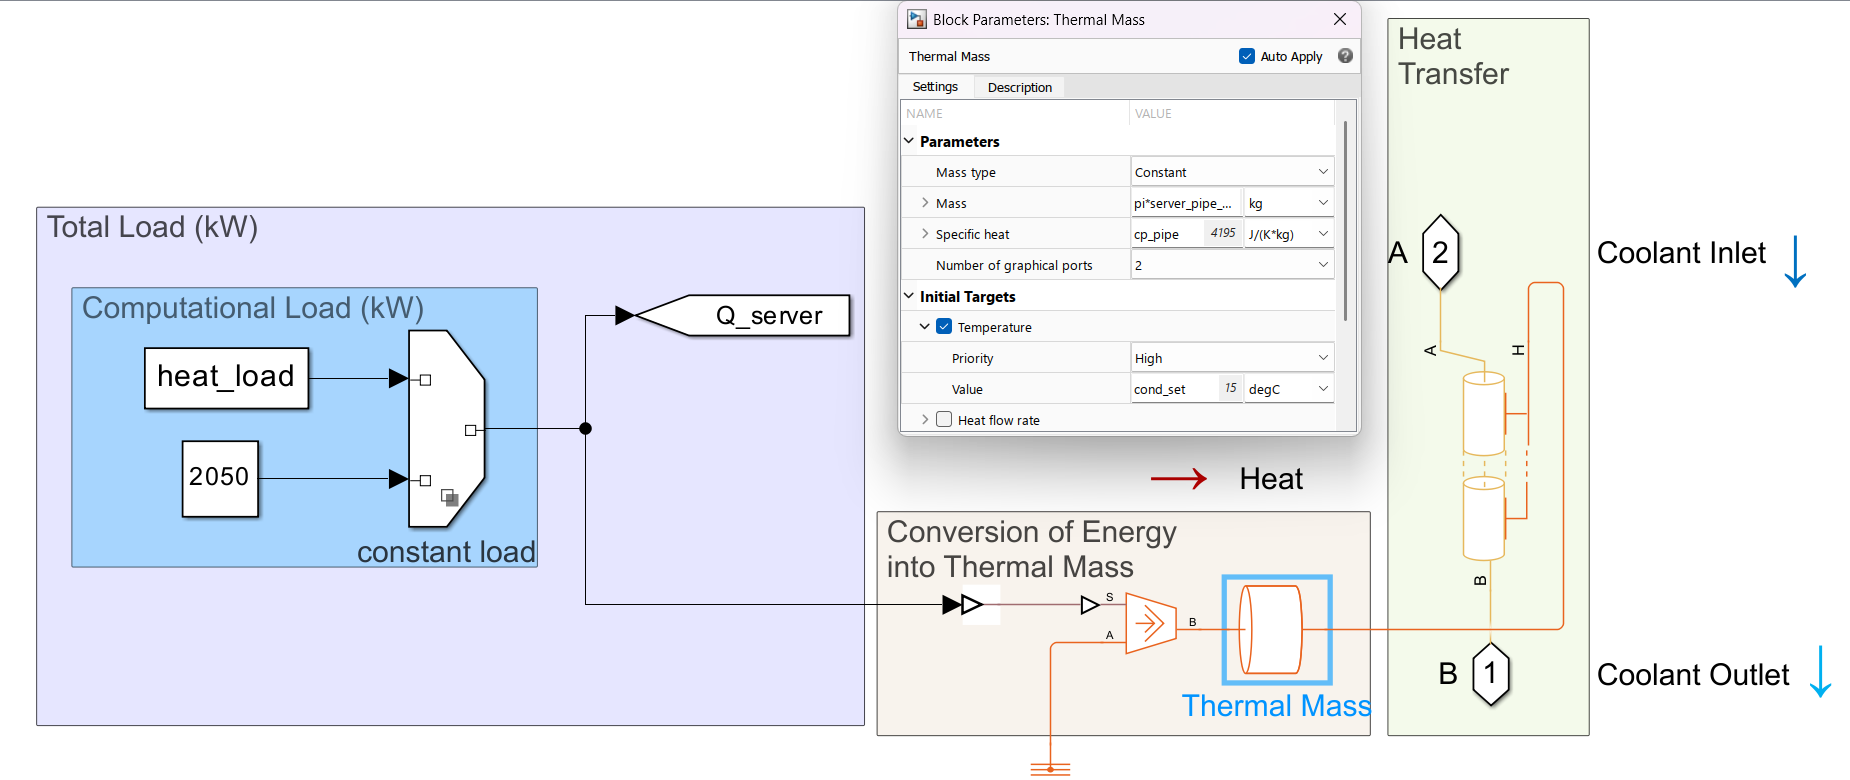 Block Parameters: Thermal Mass
Thermal Mass
Auto Apply
Settings
Description
NAME
VALUE
Parameters
Mass type
Constant
Mass
pi*server_pipe_...
kg
Specific heat
cp_pipe
4195
J/(K*kg)
Number of graphical ports
2
Initial Targets
Temperature
Priority
High
Value
cond_set
15
degC
Heat flow rate
Total Load (kW)
Computational Load (kW)
heat_load
2050
constant load
Q_server
Heat
Conversion of Energy
into Thermal Mass
S
A
B
Thermal Mass
Heat
Transfer
A
2
Coolant Inlet
A
H
B
B
1
Coolant Outlet